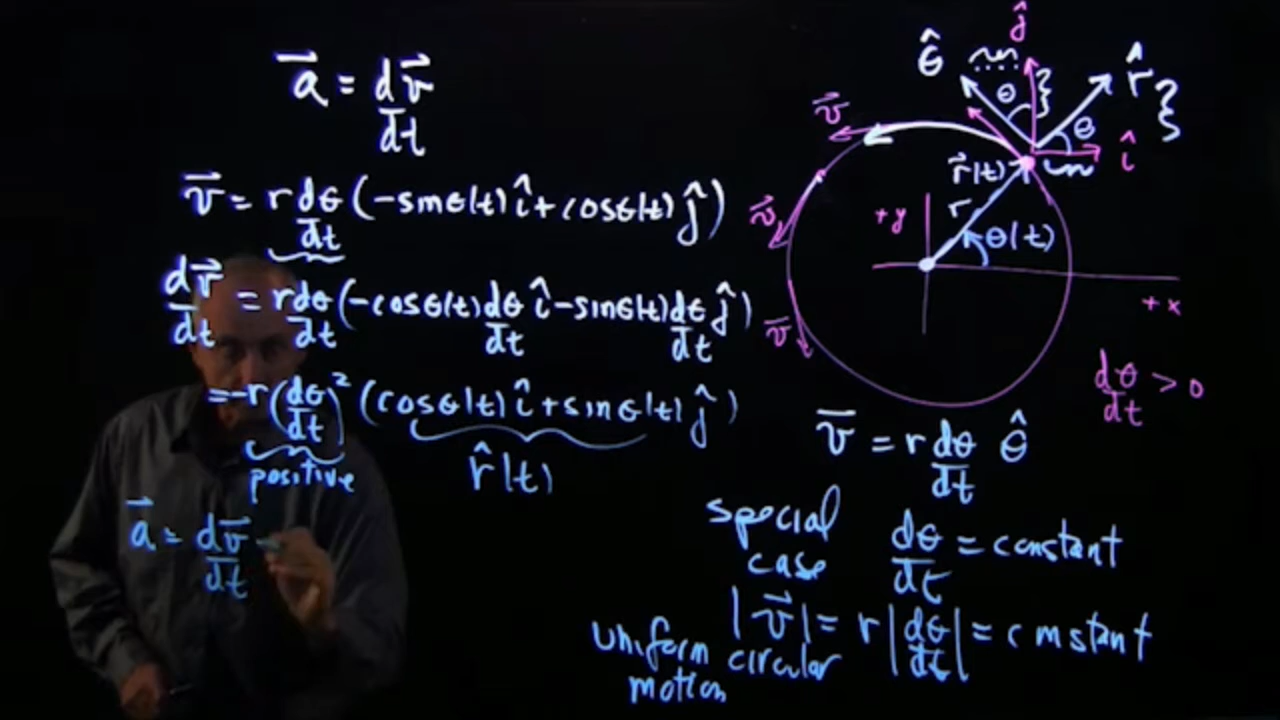 a⃗ = dv⃗/dt
v⃗ = r dθ/dt (-sinθ(t) î + cosθ(t) ĵ)
dv⃗/dt = r dθ/dt (-cosθ(t) dθ/dt î - sinθ(t) dθ/dt ĵ)
= -r (dθ/dt)² (cosθ(t) î + sinθ(t) ĵ)
positive
r̂(t)
a⃗ = dv⃗/dt
θ̂
ĵ
r̂
θ
θ
î
v⃗
r⃗(t)
r
v⃗
+y
θ(t)
+x
v⃗
dθ/dt > 0
v⃗ = r dθ/dt θ̂
special case
dθ/dt = constant
|v⃗| = r |dθ/dt| = constant
uniform circular
motion